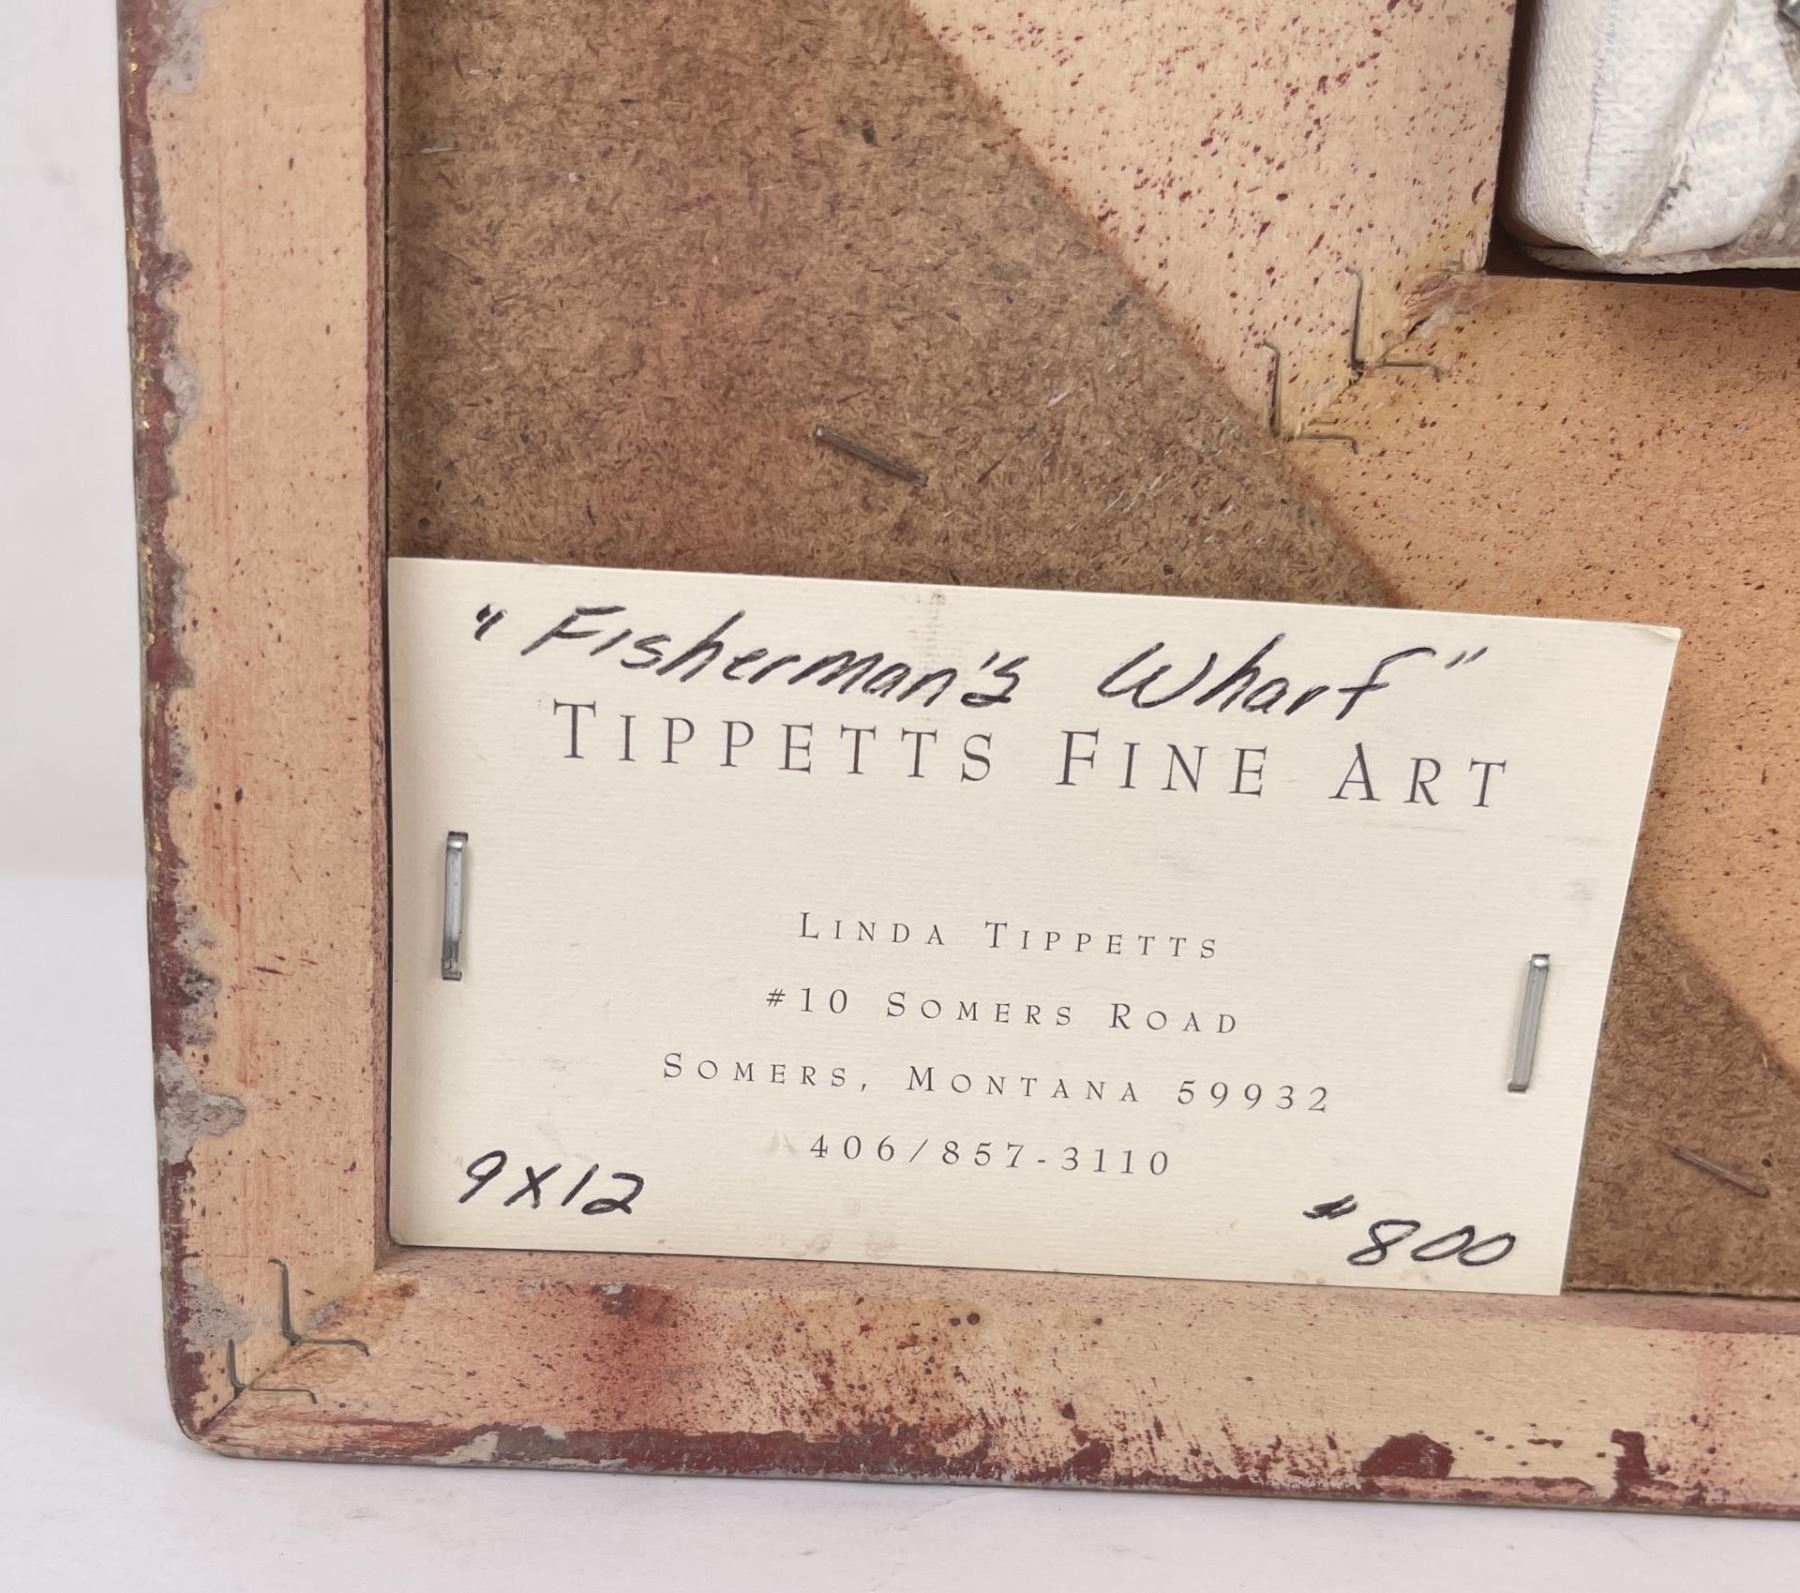 "Fisherman's Wharf"
TIPPETTS FINE ART
LINDA TIPPETTS
#10 SOMERS ROAD
SOMERS, MONTANA 59932
406/857-3110
9X12
$800